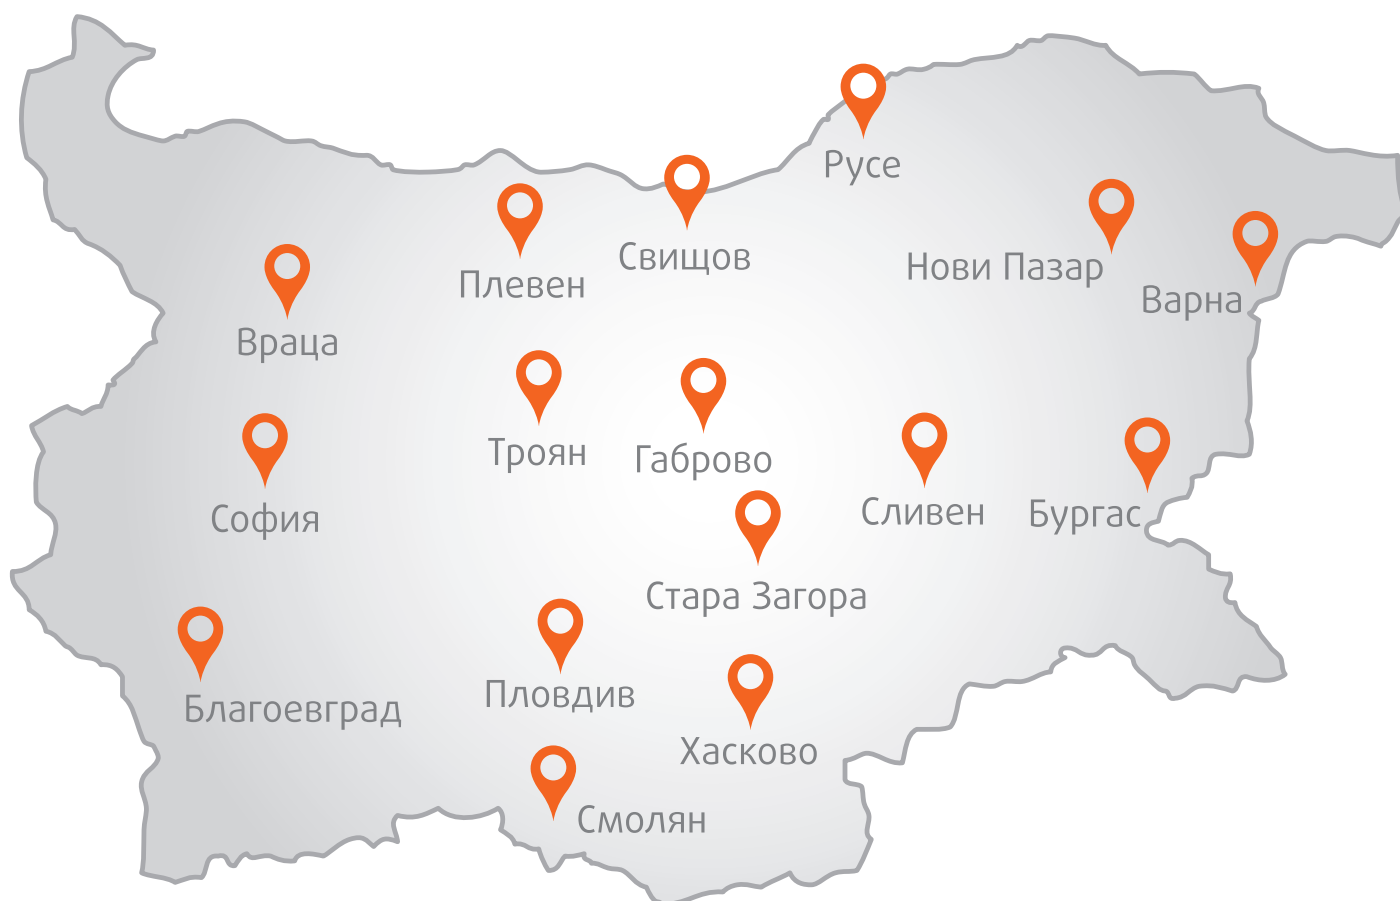 Русе
Свищов
Нови Пазар
Плевен
Варна
Враца
Троян
Габрово
Сливен
Бургас
София
Стара Загора
Пловдив
Благоевград
Хасково
Смолян